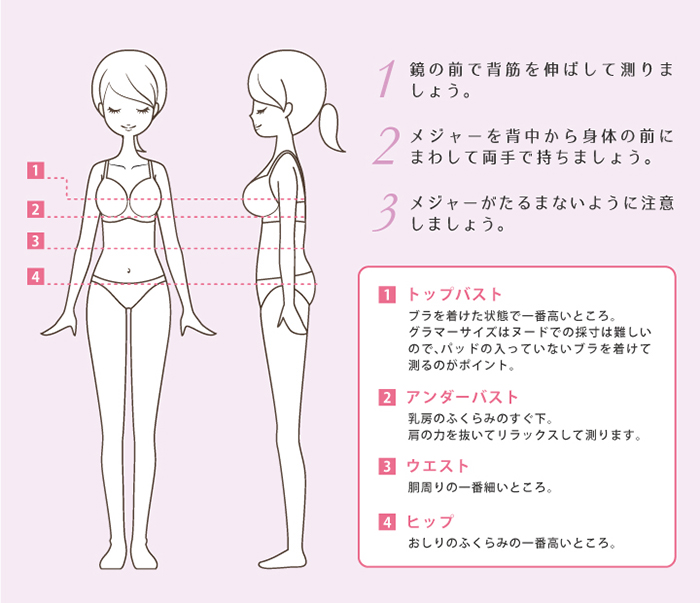 1 鏡の前で背筋を伸ばして測りま
しょう。
2 メジャーを背中から身体の前に
まわして両手で持ちましょう。
3 メジャーがたるまないように注意
しましょう。
1
2
3
4
1 トップバスト
ブラを着けた状態で一番高いところ。
グラマーサイズはヌードでの採寸は難しい
ので、パッドの入っていないブラを着けて
測るのがポイント。
2 アンダーバスト
乳房のふくらみのすぐ下。
肩の力を抜いてリラックスして測ります。
3 ウエスト
胴周りの一番細いところ。
4 ヒップ
おしりのふくらみの一番高いところ。